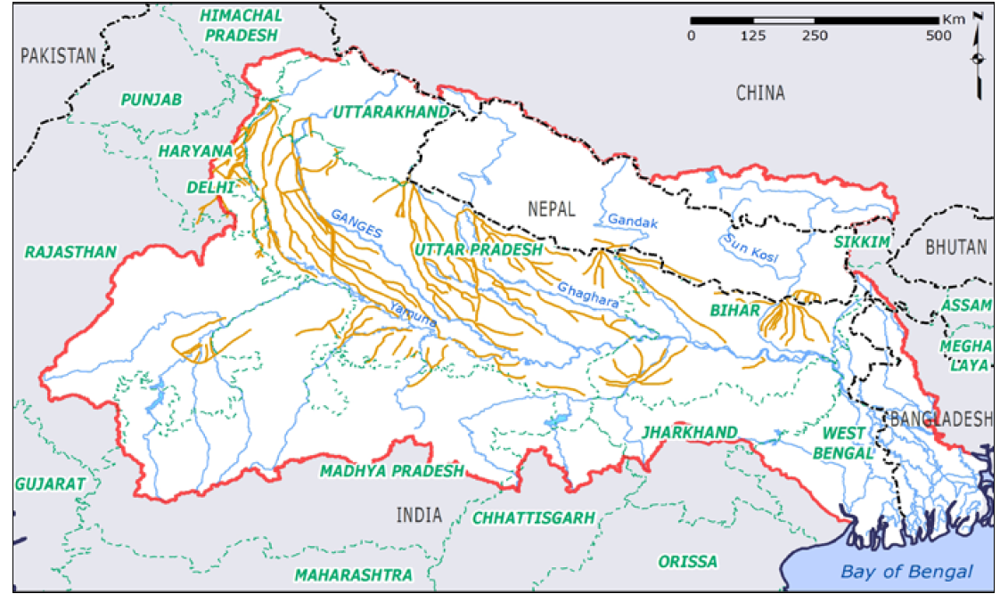 HIMACHAL
PRADESH
Km
N
0 125 250 500
PAKISTAN
CHINA
PUNJAB
UTTARAKHAND
HARYANA
DELHI
NEPAL
GANGES
Gandak
RAJASTHAN
UTTAR PRADESH
Sun Kosi
SIKKIM
BHUTAN
Ghaghara
Yamuna
BIHAR
ASSAM
MEGHA
LAYA
BANGLADESH
JHARKHAND
WEST
BENGAL
MADHYA PRADESH
GUJARAT
INDIA
CHHATTISGARH
ORISSA
MAHARASHTRA
Bay of Bengal